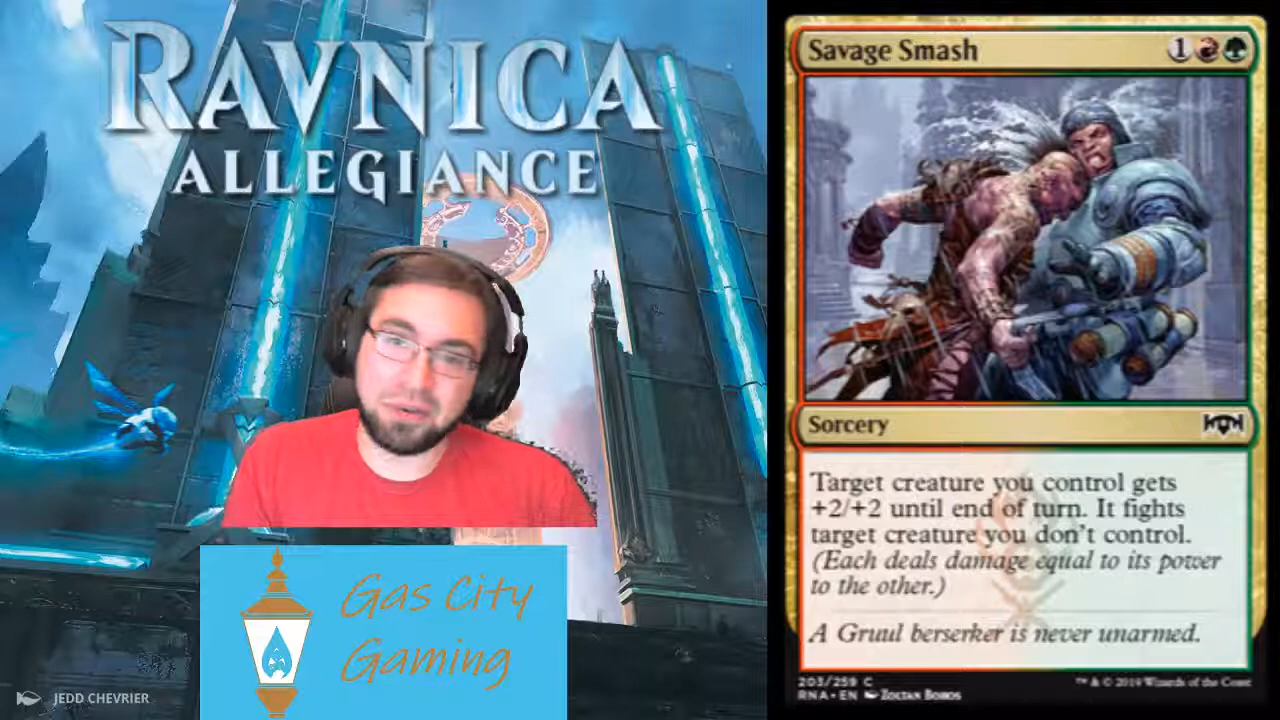 RAVNICA
ALLEGIANCE
Gas City
Gaming
JEDD CHEVRIER
Savage Smash
1
Sorcery
Target creature you control gets
+2/+2 until end of turn. It fights
target creature you don't control.
(Each deals damage equal to its power
to the other.)
A Gruul berserker is never unarmed.
203/259 C
RNA • EN ZOLTAN BOROS
™ & © 2019 Wizards of the Coast